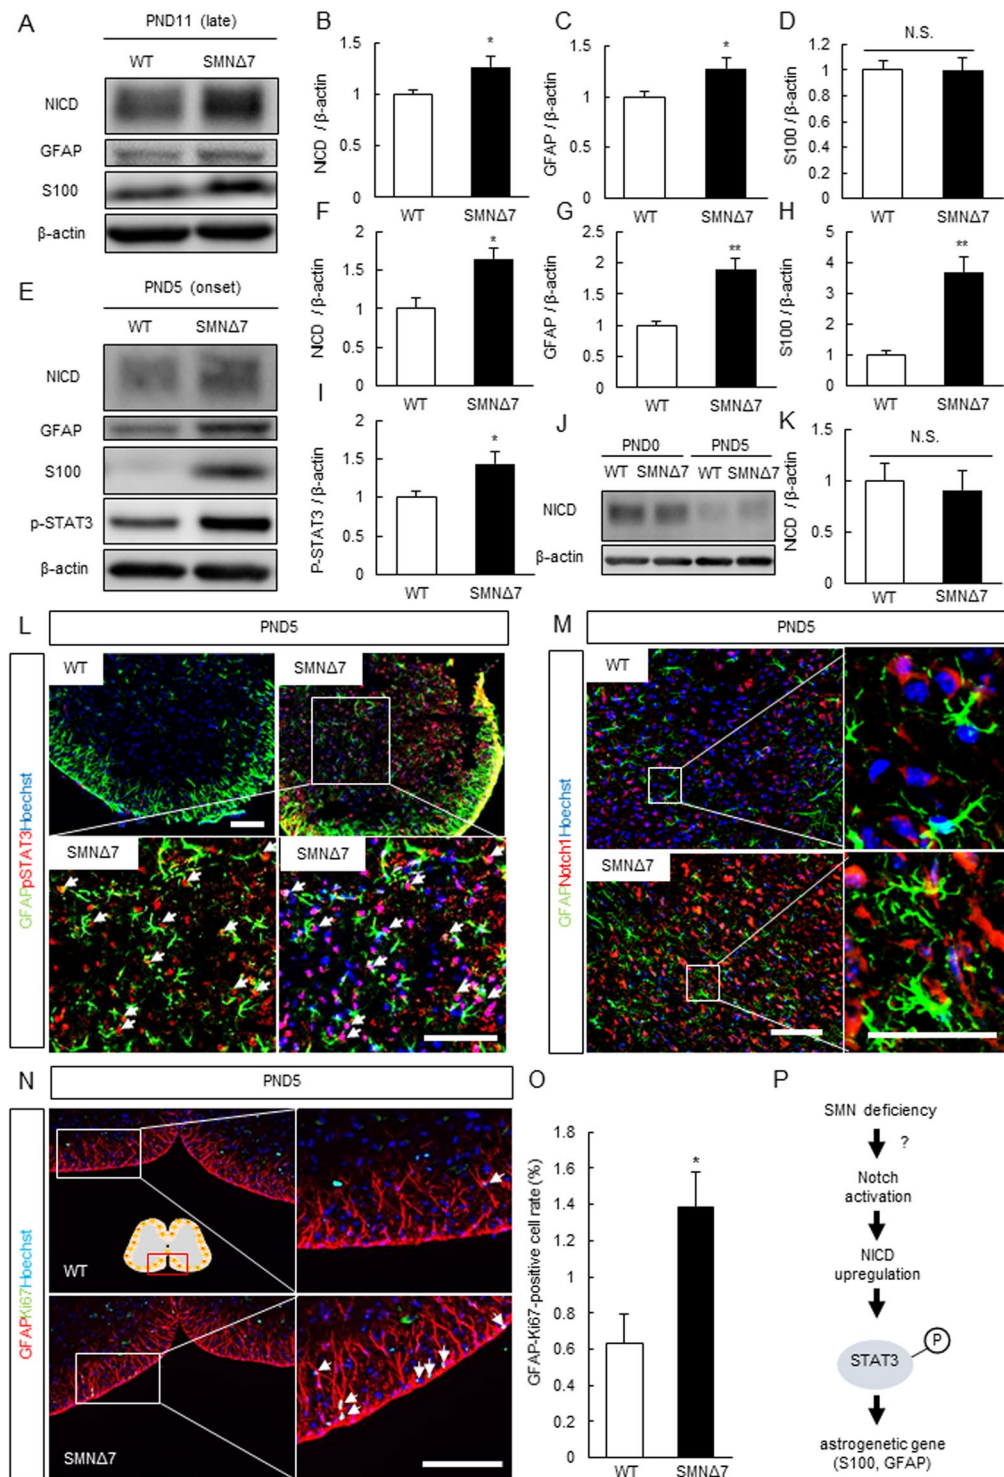 A
PND11 (late)
WT SMNΔ7
NICD
GFAP
S100
β-actin
B
NICD / β-actin
1.5
1
0.5
0
*
WT SMNΔ7
C
GFAP / β-actin
1.5
1
0.5
0
*
WT SMNΔ7
D
S100 / β-actin
N.S.
1.2
1
0.8
0.6
0.4
0.2
0
WT SMNΔ7
E
PND5 (onset)
WT SMNΔ7
NICD
GFAP
S100
p-STAT3
β-actin
F
NICD / β-actin
2
1.5
1
0.5
0
*
WT SMNΔ7
G
GFAP / β-actin
2.5
2
1.5
1
0.5
0
**
WT SMNΔ7
H
S100 / β-actin
5
4
3
2
1
0
**
WT SMNΔ7
I
P-STAT3 / β-actin
2
1.5
1
0.5
0
*
WT SMNΔ7
J
PND0 PND5
WT SMNΔ7 WT SMNΔ7
NICD
β-actin
K
NICD / β-actin
N.S.
1.5
1
0.5
0
WT SMNΔ7
L
PND5
GFAPpSTAT3Hoechst
WT
SMNΔ7
SMNΔ7
SMNΔ7
M
PND5
GFAPNotch1Hoechst
WT
SMNΔ7
N
PND5
GFAPKi67Hoechst
WT
SMNΔ7
O
GFAP-Ki67-positive cell rate (%)
1.8
1.6
1.4
1.2
1
0.8
0.6
0.4
0.2
0
*
WT SMNΔ7
P
SMN deficiency
?
Notch
activation
NICD
upregulation
STAT3
P
astrogenetic gene
(S100, GFAP)